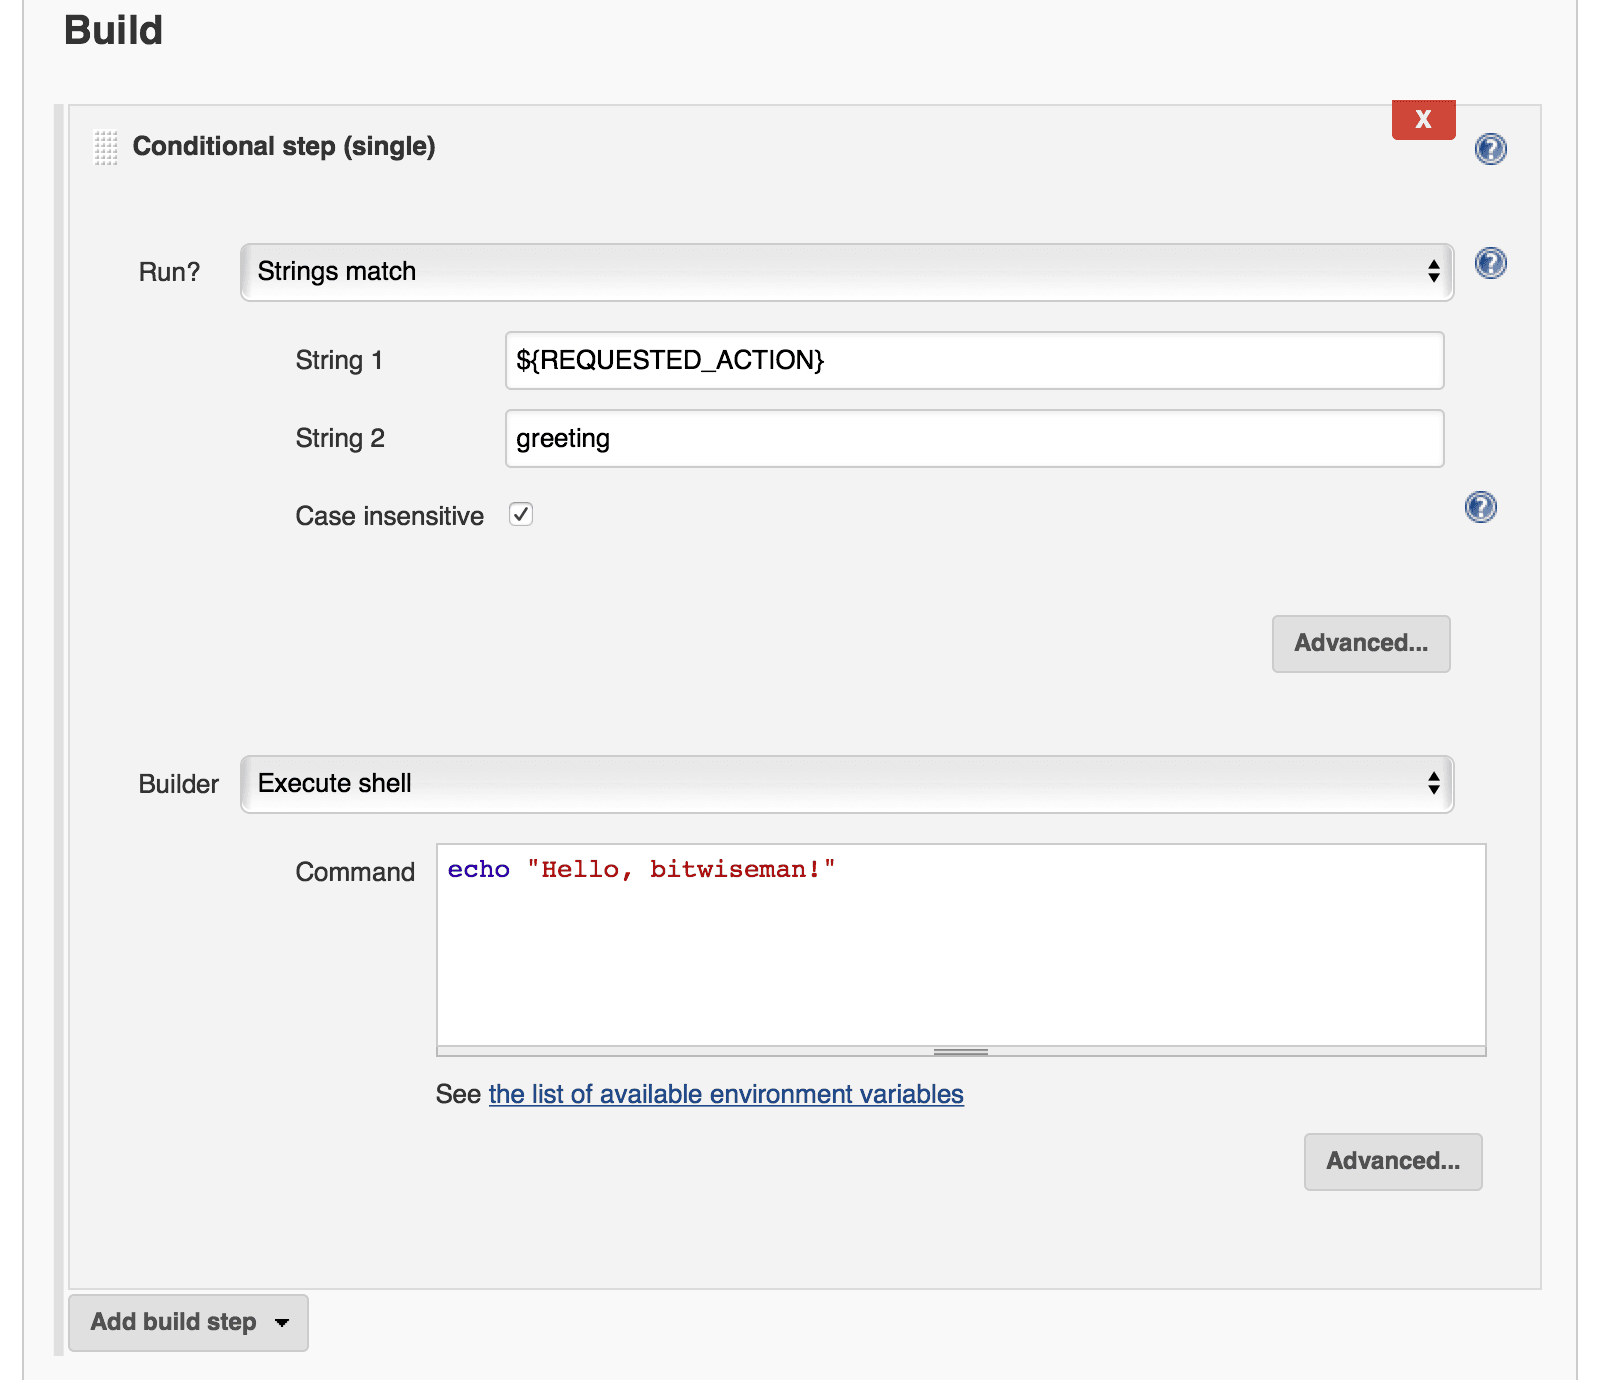 Build
X
Conditional step (single)
?
Run? Strings match
?
String 1 ${REQUESTED_ACTION}
String 2 greeting
Case insensitive
?
Advanced...
Builder Execute shell
Command echo "Hello, bitwiseman!"
See the list of available environment variables
Advanced...
Add build step